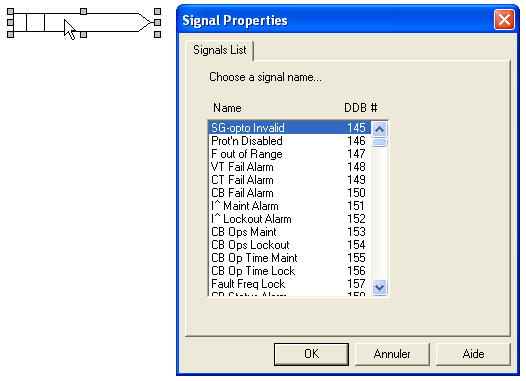 Signal Properties
Signals List
Choose a signal name...
Name DDB #
SG-opto Invalid 145
Prot'n Disabled 146
F out of Range 147
VT Fail Alarm 148
CT Fail Alarm 149
CB Fail Alarm 150
I^ Maint Alarm 151
I^ Lockout Alarm 152
CB Ops Maint 153
CB Ops Lockout 154
CB Op Time Maint 155
CB Op Time Lock 156
Fault Freq Lock 157
CB Status Alarm 158
OK Annuler Aide